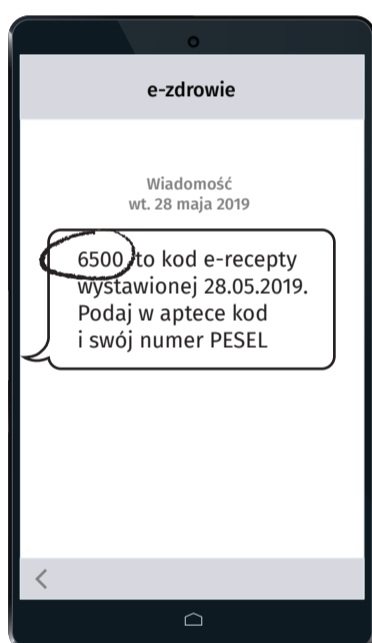 e-zdrowie
Wiadomość
wt. 28 maja 2019
6500 to kod e-recepty
wystawionej 28.05.2019.
Podaj w aptece kod
i swój numer PESEL